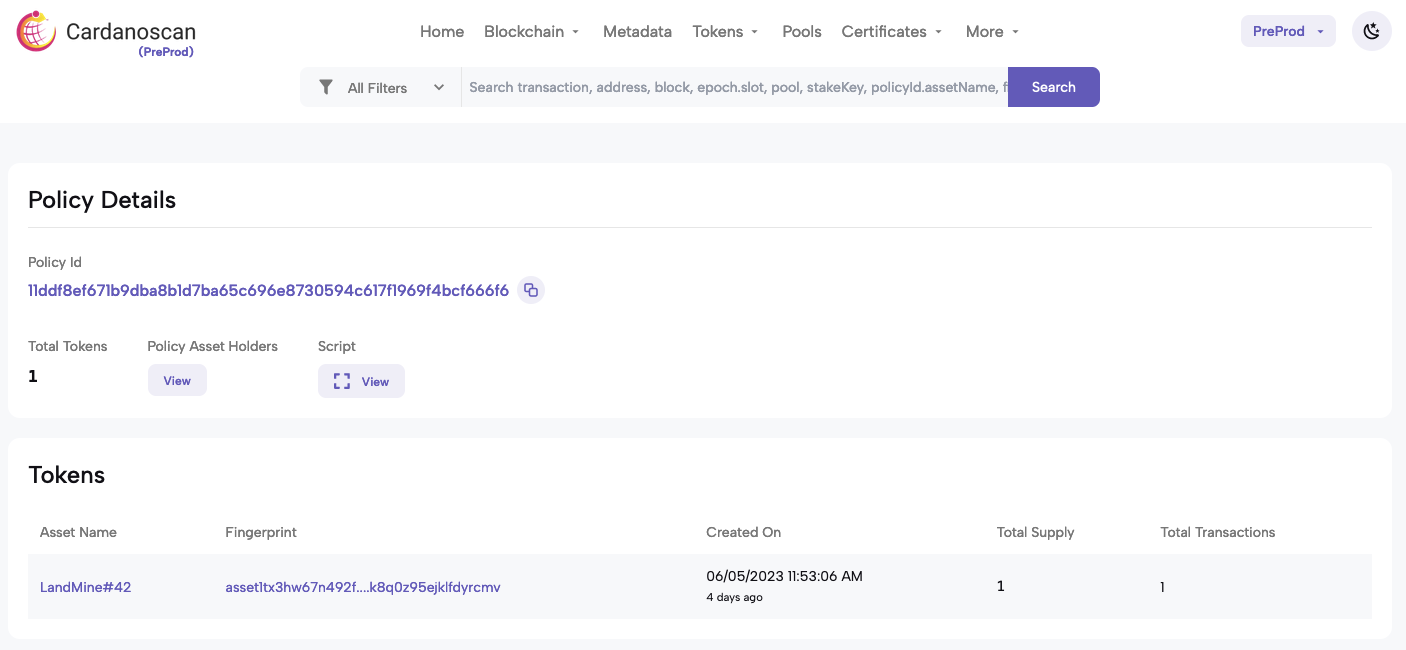 Cardanoscan
(PreProd)
Home Blockchain Metadata Tokens Pools Certificates More
PreProd
All Filters Search transaction, address, block, epoch.slot, pool, stakeKey, policyId.assetName, f Search
Policy Details
Policy Id
11ddf8ef671b9dba8b1d7ba65c696e8730594c617f1969f4bcf666f6
Total Tokens Policy Asset Holders Script
1 View View
Tokens
Asset Name Fingerprint Created On Total Supply Total Transactions
LandMine#42 asset1tx3hw67n492f....k8q0z95ejklfdyrcmv 06/05/2023 11:53:06 AM 1 1
4 days ago